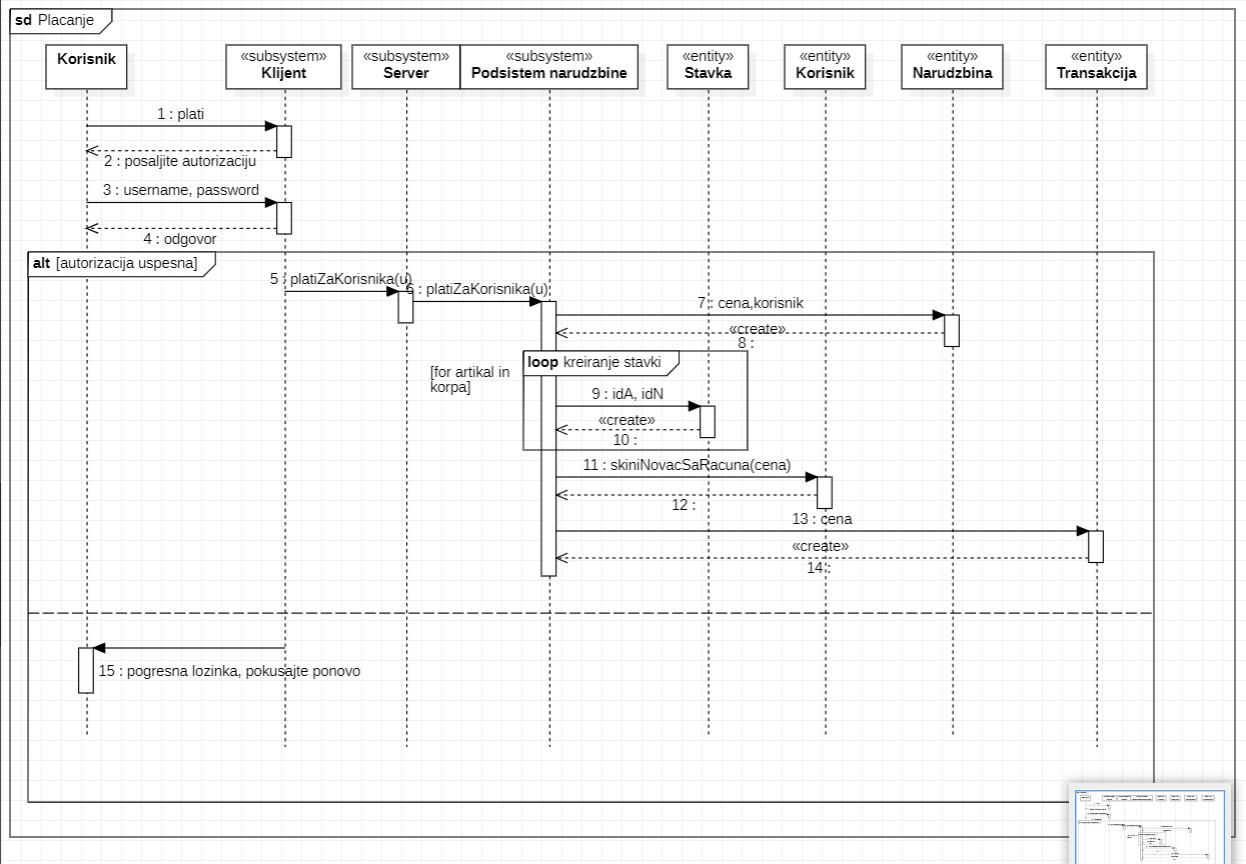 sd Placanje
Korisnik
«subsystem»
Klijent
«subsystem»
Server
«subsystem»
Podsistem narudzbine
«entity»
Stavka
«entity»
Korisnik
«entity»
Narudzbina
«entity»
Transakcija
1 : plati
2 : posaljite autorizaciju
3 : username, password
4 : odgovor
alt [autorizacija uspesna]
5 : platiZaKorisnika(u)
6 : platiZaKorisnika(u)
7 : cena,korisnik
«create»
8 :
loop kreiranje stavki
[for artikal in
korpa]
9 : idA, idN
«create»
10 :
11 : skiniNovacSaRacuna(cena)
12 :
13 : cena
«create»
14 :
15 : pogresna lozinka, pokusajte ponovo